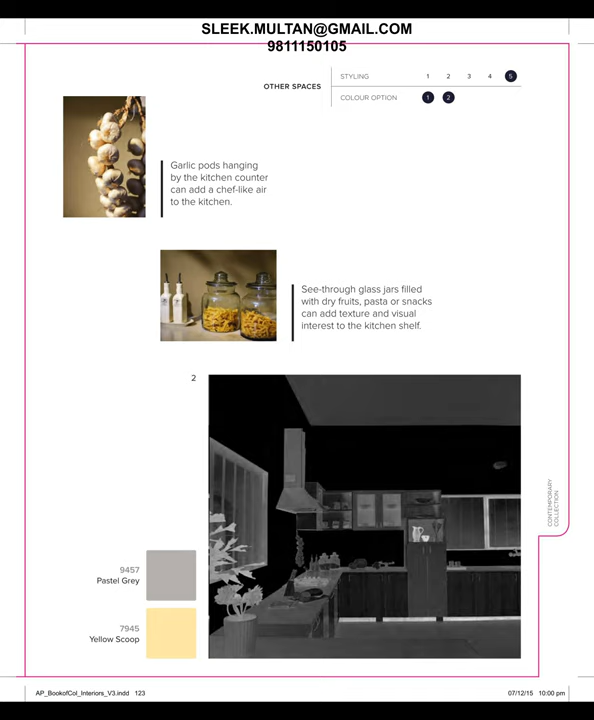 SLEEK.MULTAN@GMAIL.COM
9811150105
OTHER SPACES
STYLING 1 2 3 4 5
COLOUR OPTION 1 2
Garlic pods hanging
by the kitchen counter
can add a chef-like air
to the kitchen.
See-through glass jars filled
with dry fruits, pasta or snacks
can add texture and visual
interest to the kitchen shelf.
2
CONTEMPORARY
COLLECTION
9457
Pastel Grey
7945
Yellow Scoop
AP_BookofCol_Interiors_V3.indd 123
07/12/15 10:00 pm